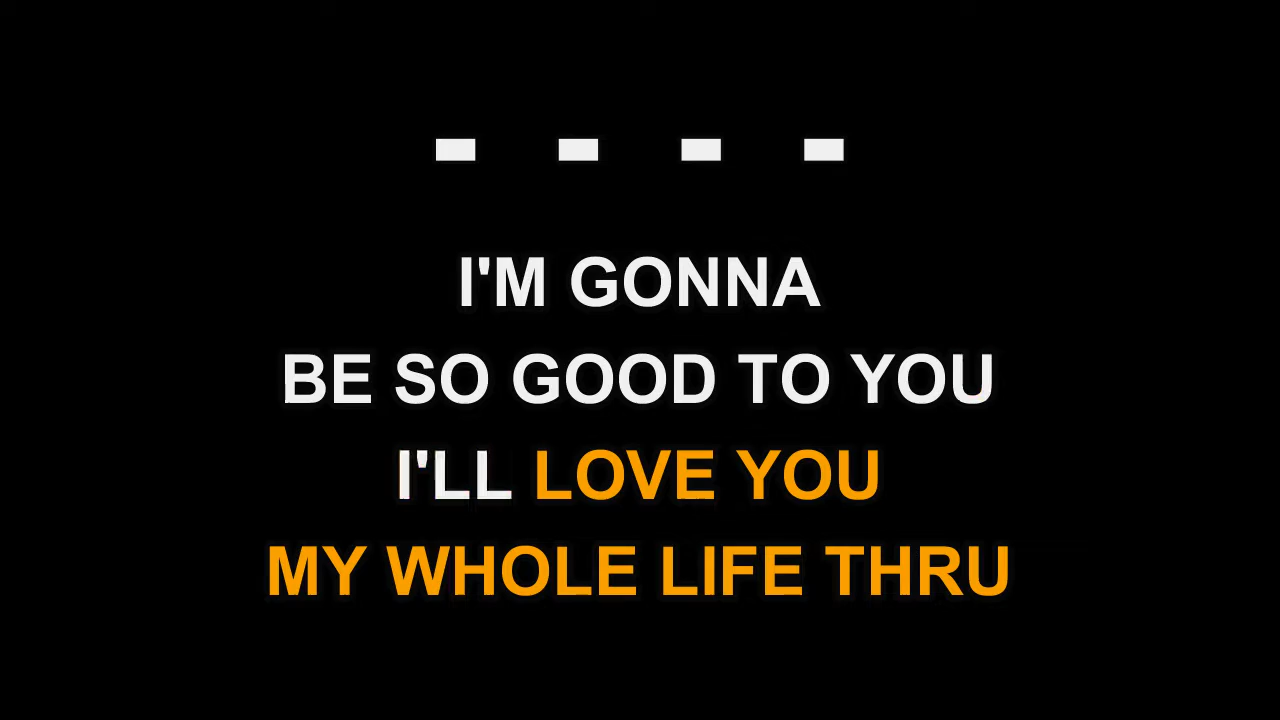 - - - -
I'M GONNA
BE SO GOOD TO YOU
I'LL LOVE YOU
MY WHOLE LIFE THRU